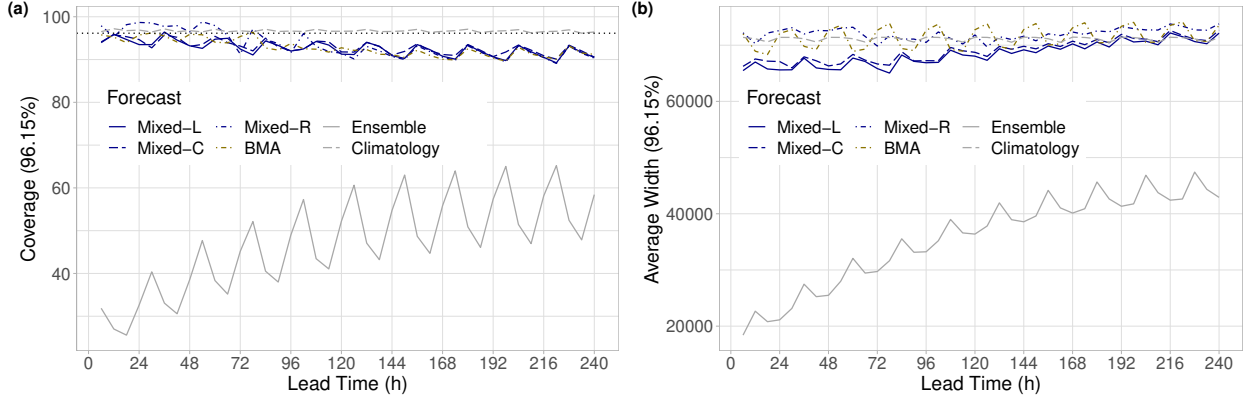 (a)
Coverage (96.15%)
100
80
60
40
Forecast
Mixed−L Mixed−R Ensemble
Mixed−C BMA Climatology
0 24 48 72 96 120 144 168 192 216 240
Lead Time (h)
(b)
Average Width (96.15%)
60000
40000
20000
Forecast
Mixed−L Mixed−R Ensemble
Mixed−C BMA Climatology
0 24 48 72 96 120 144 168 192 216 240
Lead Time (h)